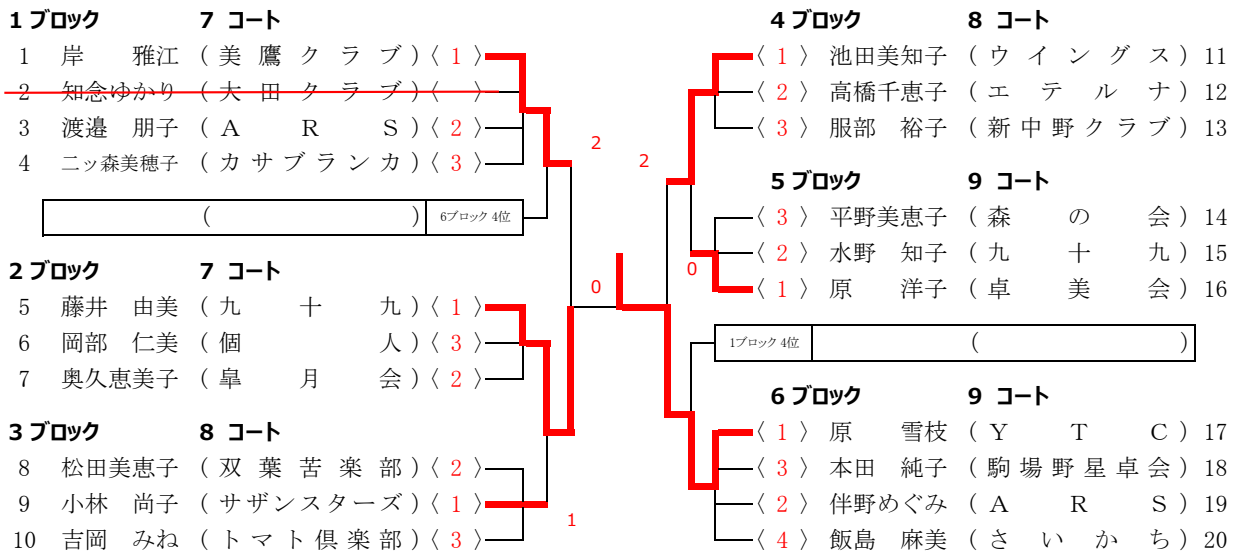 1 ブロック 7 コート
1 岸 雅江 ( 美 鷹 ク ラ ブ ) 〈 1 〉
2 知念ゆかり ( 大 田 ク ラ ブ ) 〈 〉
3 渡邉 朋子 ( A R S ) 〈 2 〉
4 二ッ森美穂子 ( カ サ ブ ラ ン カ ) 〈 3 〉
( ) 6ブロック 4位
2 ブロック 7 コート
5 藤井 由美 ( 九 十 九 ) 〈 1 〉
6 岡部 仁美 ( 個 人 ) 〈 3 〉
7 奥久恵美子 ( 皐 月 会 ) 〈 2 〉
3 ブロック 8 コート
8 松田美恵子 ( 双 葉 苦 楽 部 ) 〈 2 〉
9 小林 尚子 ( サ ザ ン ス タ ー ズ ) 〈 1 〉
10 吉岡 みね ( ト マ ト 倶 楽 部 ) 〈 3 〉
2
0
1
2
0
4 ブロック 8 コート
〈 1 〉 池田美知子 ( ウ イ ン グ ス ) 11
〈 2 〉 高橋千恵子 ( エ テ ル ナ ) 12
〈 3 〉 服部 裕子 ( 新 中 野 ク ラ ブ ) 13
5 ブロック 9 コート
〈 3 〉 平野美恵子 ( 森 の 会 ) 14
〈 2 〉 水野 知子 ( 九 十 九 ) 15
〈 1 〉 原 洋子 ( 卓 美 会 ) 16
1ブロック 4位 ( )
6 ブロック 9 コート
〈 1 〉 原 雪枝 ( Y T C ) 17
〈 3 〉 本田 純子 ( 駒 場 野 星 卓 会 ) 18
〈 2 〉 伴野めぐみ ( A R S ) 19
〈 4 〉 飯島 麻美 ( さ い か ち ) 20